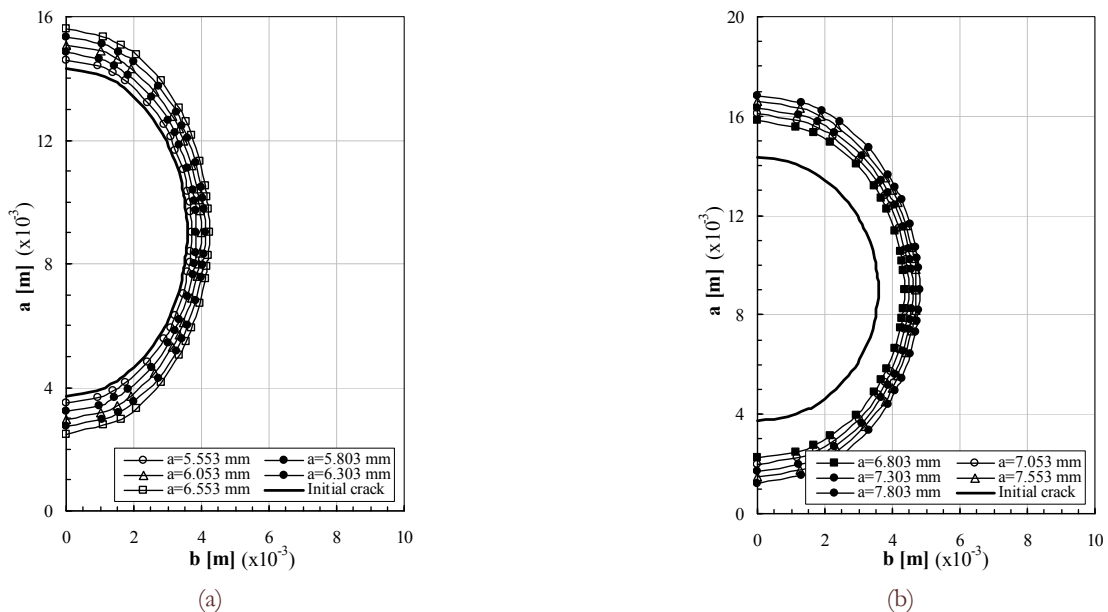 16
12
8
4
0
a [m] (x10⁻³)
a=5.553 mm a=5.803 mm
a=6.053 mm a=6.303 mm
a=6.553 mm Initial crack
0 2 4 6 8 10
b [m] (x10⁻³)
(a)
20
16
12
8
4
0
a [m] (x10⁻³)
a=6.803 mm a=7.053 mm
a=7.303 mm a=7.553 mm
a=7.803 mm Initial crack
0 2 4 6 8 10
b [m] (x10⁻³)
(b)